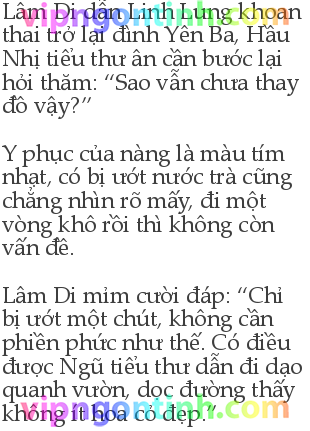 Lâm Di dẫn Linh Lung khoan
thai trở lại đình Yên Ba, Hầu
Nhị tiểu thư ân cần bước lại
hỏi thăm: “Sao vẫn chưa thay
đồ vậy?”
Y phục của nàng là màu tím
nhạt, có bị ướt nước trà cũng
chẳng nhìn rõ mấy, đi một
vòng khô rồi thì không còn
vấn đề.
Lâm Di mỉm cười đáp: “Chỉ
bị ướt một chút, không cần
phiền phức như thế. Có điều
được Ngũ tiểu thư dẫn đi dạo
quanh vườn, dọc đường thấy
không ít hoa cỏ đẹp.”
vipngontinh.com
vipngontinh.com